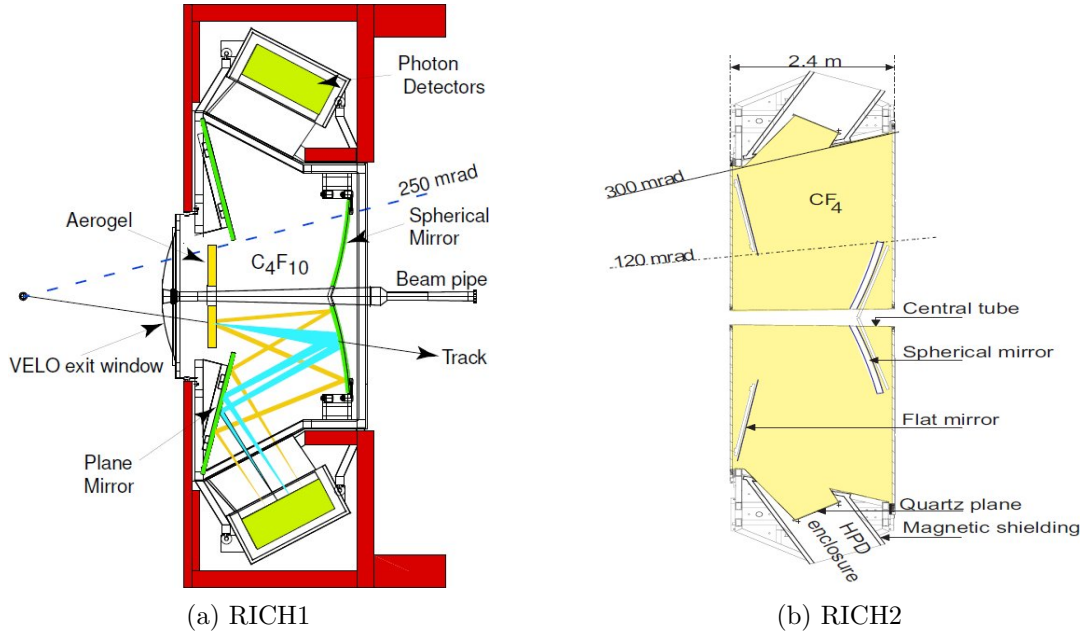 Photon
Detectors
250 mrad
Aerogel
Spherical
Mirror
C4F10
Beam pipe
VELO exit window
Track
Plane
Mirror
(a) RICH1
2.4 m
300 mrad
CF4
120 mrad
Central tube
Spherical mirror
Flat mirror
Quartz plane
Magnetic shielding
HPD
enclosure
(b) RICH2